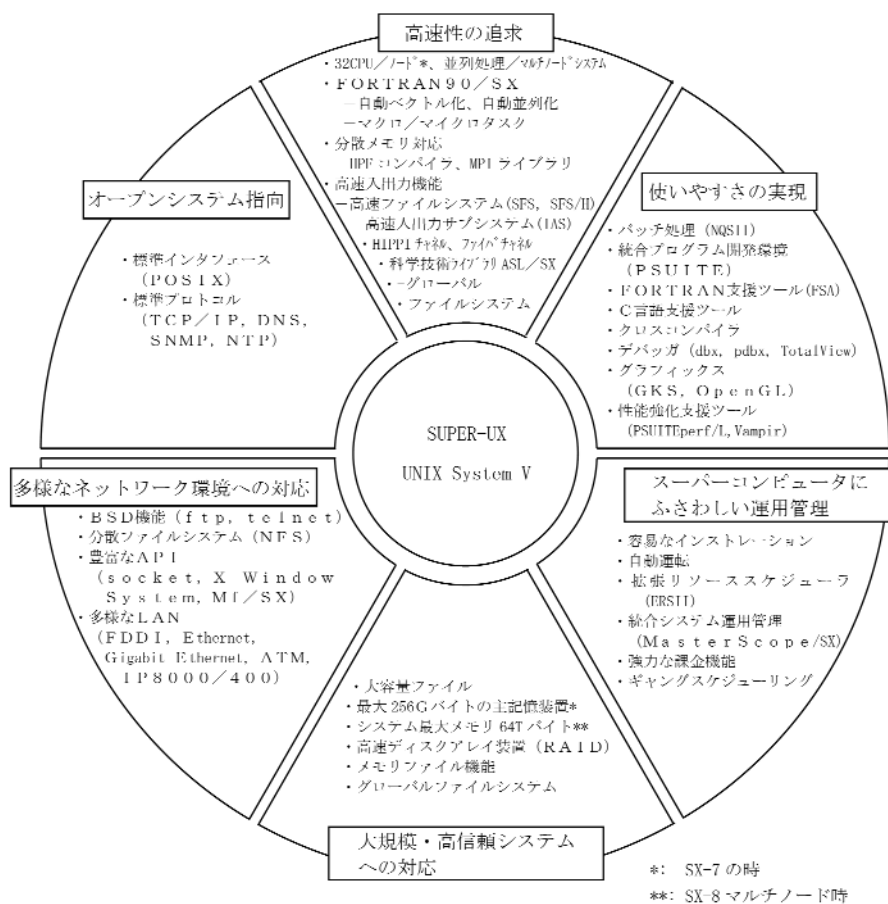 高速性の追求
・32CPU／ノード*、並列処理／マルチノードシステム
・FORTRAN90／SX
－自動ベクトル化、自動並列化
－マクロ／マイクロタスク
・分散メモリ対応
HPFコンパイラ、MPIライブラリ
・高速入出力機能
－高速ファイルシステム(SFS, SFS/H)
高速入出力サブシステム(IAS)
・HIPPIチャネル、ファイバチャネル
・科学技術ライブラリASL／SX
・-グローバル
・ファイルシステム
使いやすさの実現
・バッチ処理(NQSII)
・統合プログラム開発環境
(PSUITE)
・FORTRAN支援ツール(FSA)
・C言語支援ツール
・クロスコンパイラ
・デバッガ(dbx, pdbx, TotalView)
・グラフィックス
(GKS, OpenGL)
・性能強化支援ツール
(PSUITEperf/L,Vampir)
オープンシステム指向
・標準インタフェース
(POSIX)
・標準プロトコル
(TCP／IP, DNS,
SNMP, NTP)
SUPER-UX
UNIX System V
多様なネットワーク環境への対応
・BSD機能(ftp, telnet)
・分散ファイルシステム(NFS)
・豊富なAPI
(socket, X Window
System, Mf／SX)
・多様なLAN
(FDDI, Ethernet,
Gigabit Ethernet, ATM,
IP8000／400)
スーパーコンピュータに
ふさわしい運用管理
・容易なインストレーション
・自動運転
・拡張リソーススケジューラ
(ERSII)
・統合システム運用管理
(MasterScope/SX)
・強力な課金機能
・ギャングスケジューリング
・大容量ファイル
・最大256Gバイトの主記憶装置*
・システム最大メモリ64Tバイト**
・高速ディスクアレイ装置(RAID)
・メモリファイル機能
・グローバルファイルシステム
大規模・高信頼システム
への対応
*: SX-7の時
**: SX-8マルチノード時